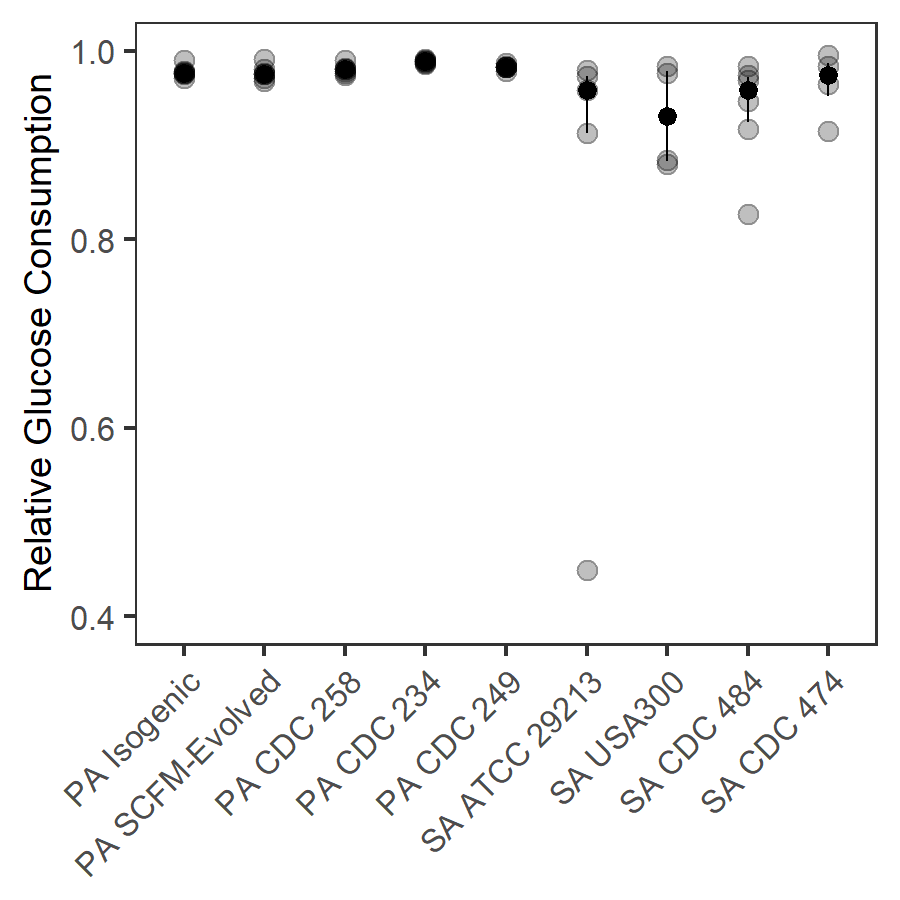 Relative Glucose Consumption
1.0
0.8
0.6
0.4
PA Isogenic
PA SCFM-Evolved
PA CDC 258
PA CDC 234
PA CDC 249
SA ATCC 29213
SA USA300
SA CDC 484
SA CDC 474